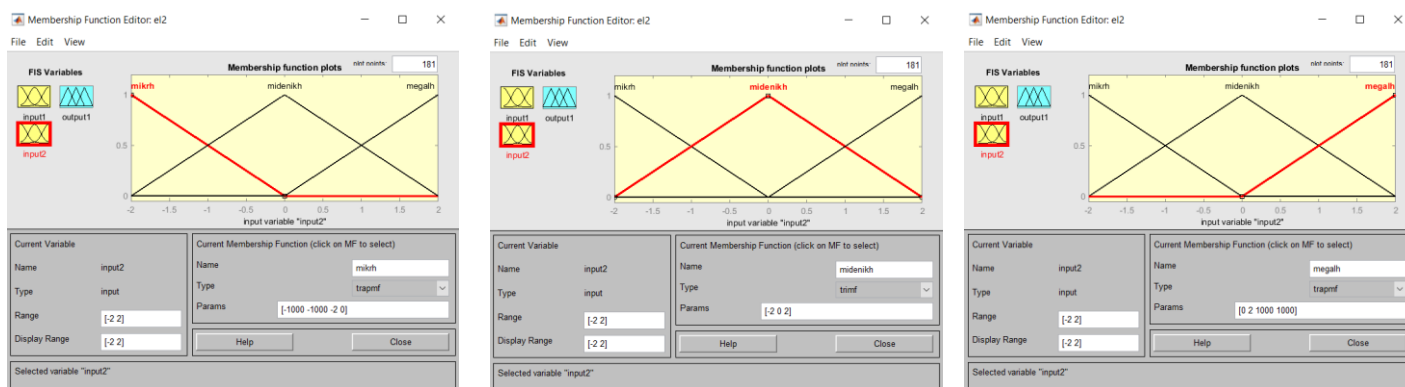 Membership Function Editor: el2
File Edit View
FIS Variables
input1
output1
input2
Membership function plots
181
mikrh
midenikh
megalh
1
0.5
0
-2 -1.5 -1 -0.5 0 0.5 1 1.5 2
input variable "input2"
Current Variable
Name input2
Type input
Range [-2 2]
Display Range [-2 2]
Current Membership Function (click on MF to select)
Name mikrh
Type trapmf
Params [-1000 -1000 -2 0]
Help Close
Selected variable "input2"
Membership Function Editor: el2
File Edit View
FIS Variables
input1
output1
input2
Membership function plots
181
mikrh
midenikh
megalh
1
0.5
0
-2 -1.5 -1 -0.5 0 0.5 1 1.5 2
input variable "input2"
Current Variable
Name input2
Type input
Range [-2 2]
Display Range [-2 2]
Current Membership Function (click on MF to select)
Name midenikh
Type trimf
Params [-2 0 2]
Help Close
Selected variable "input2"
Membership Function Editor: el2
File Edit View
FIS Variables
input1
output1
input2
Membership function plots
181
mikrh
midenikh
megalh
1
0.5
0
-2 -1.5 -1 -0.5 0 0.5 1 1.5 2
input variable "input2"
Current Variable
Name input2
Type input
Range [-2 2]
Display Range [-2 2]
Current Membership Function (click on MF to select)
Name megalh
Type trapmf
Params [0 2 1000 1000]
Help Close
Selected variable "input2"